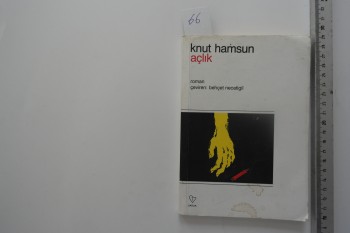 66
knut hamsun
açlık
roman
çeviren: behçet necatigil